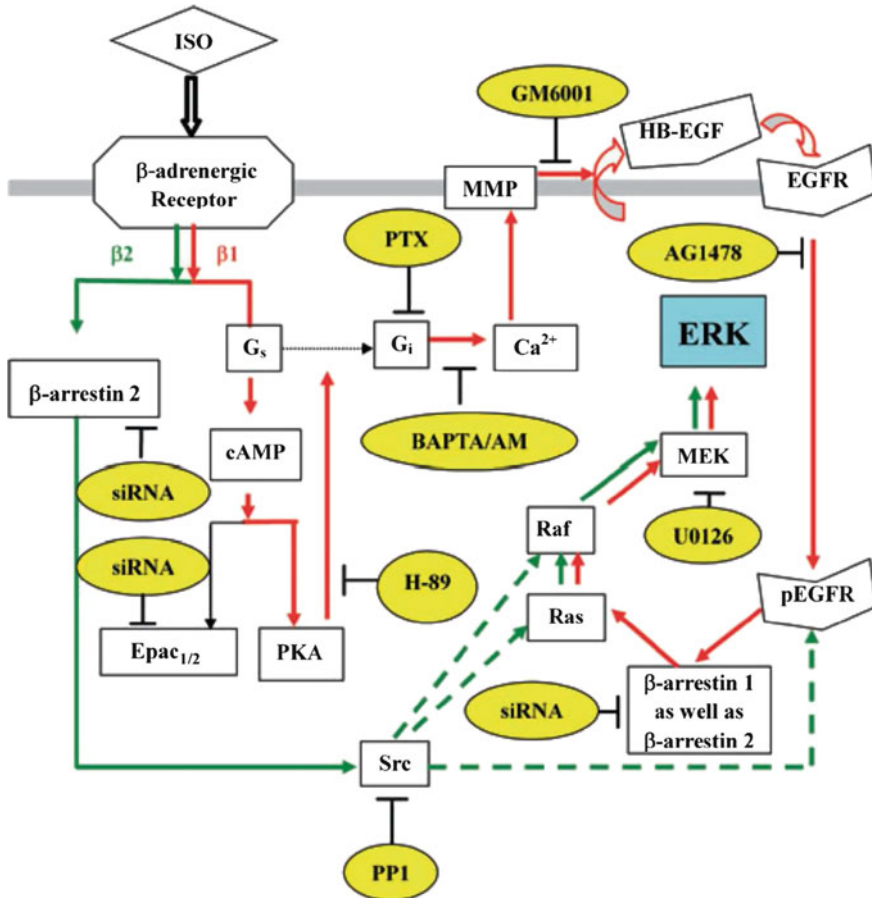 ISO
GM6001
HB-EGF
β-adrenergic
Receptor
MMP
EGFR
PTX
β2
β1
AG1478
ERK
Gs
Gi
Ca2+
β-arrestin 2
BAPTA/AM
cAMP
MEK
siRNA
Raf
U0126
siRNA
H-89
pEGFR
Ras
Epac1/2
PKA
β-arrestin 1
as well as
β-arrestin 2
siRNA
Src
PP1